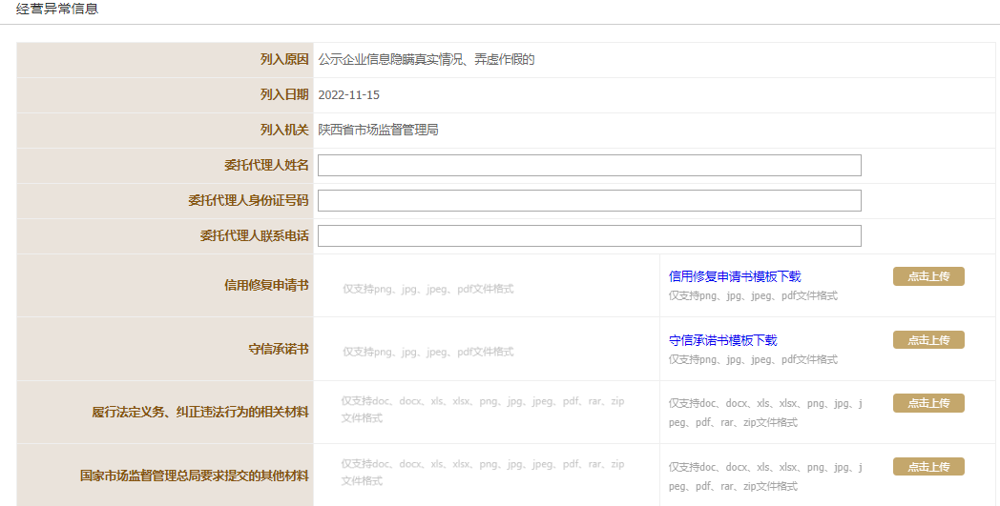 经营异常信息
列入原因 公示企业信息隐瞒真实情况、弄虚作假的
列入日期 2022-11-15
列入机关 陕西省市场监督管理局
委托代理人姓名
委托代理人身份证号码
委托代理人联系电话
信用修复申请书 仅支持png、jpg、jpeg、pdf文件格式 信用修复申请书模板下载 点击上传
仅支持png、jpg、jpeg、pdf文件格式
守信承诺书 仅支持png、jpg、jpeg、pdf文件格式 守信承诺书模板下载 点击上传
仅支持png、jpg、jpeg、pdf文件格式
履行法定义务、纠正违法行为的相关材料 仅支持doc、docx、xls、xlsx、png、jpg、jpeg、pdf、rar、zip 仅支持doc、docx、xls、xlsx、png、jpg、j 点击上传
文件格式 peg、pdf、rar、zip文件格式
国家市场监督管理总局要求提交的其他材料 仅支持doc、docx、xls、xlsx、png、jpg、jpeg、pdf、rar、zip 仅支持doc、docx、xls、xlsx、png、jpg、j 点击上传
文件格式 peg、pdf、rar、zip文件格式